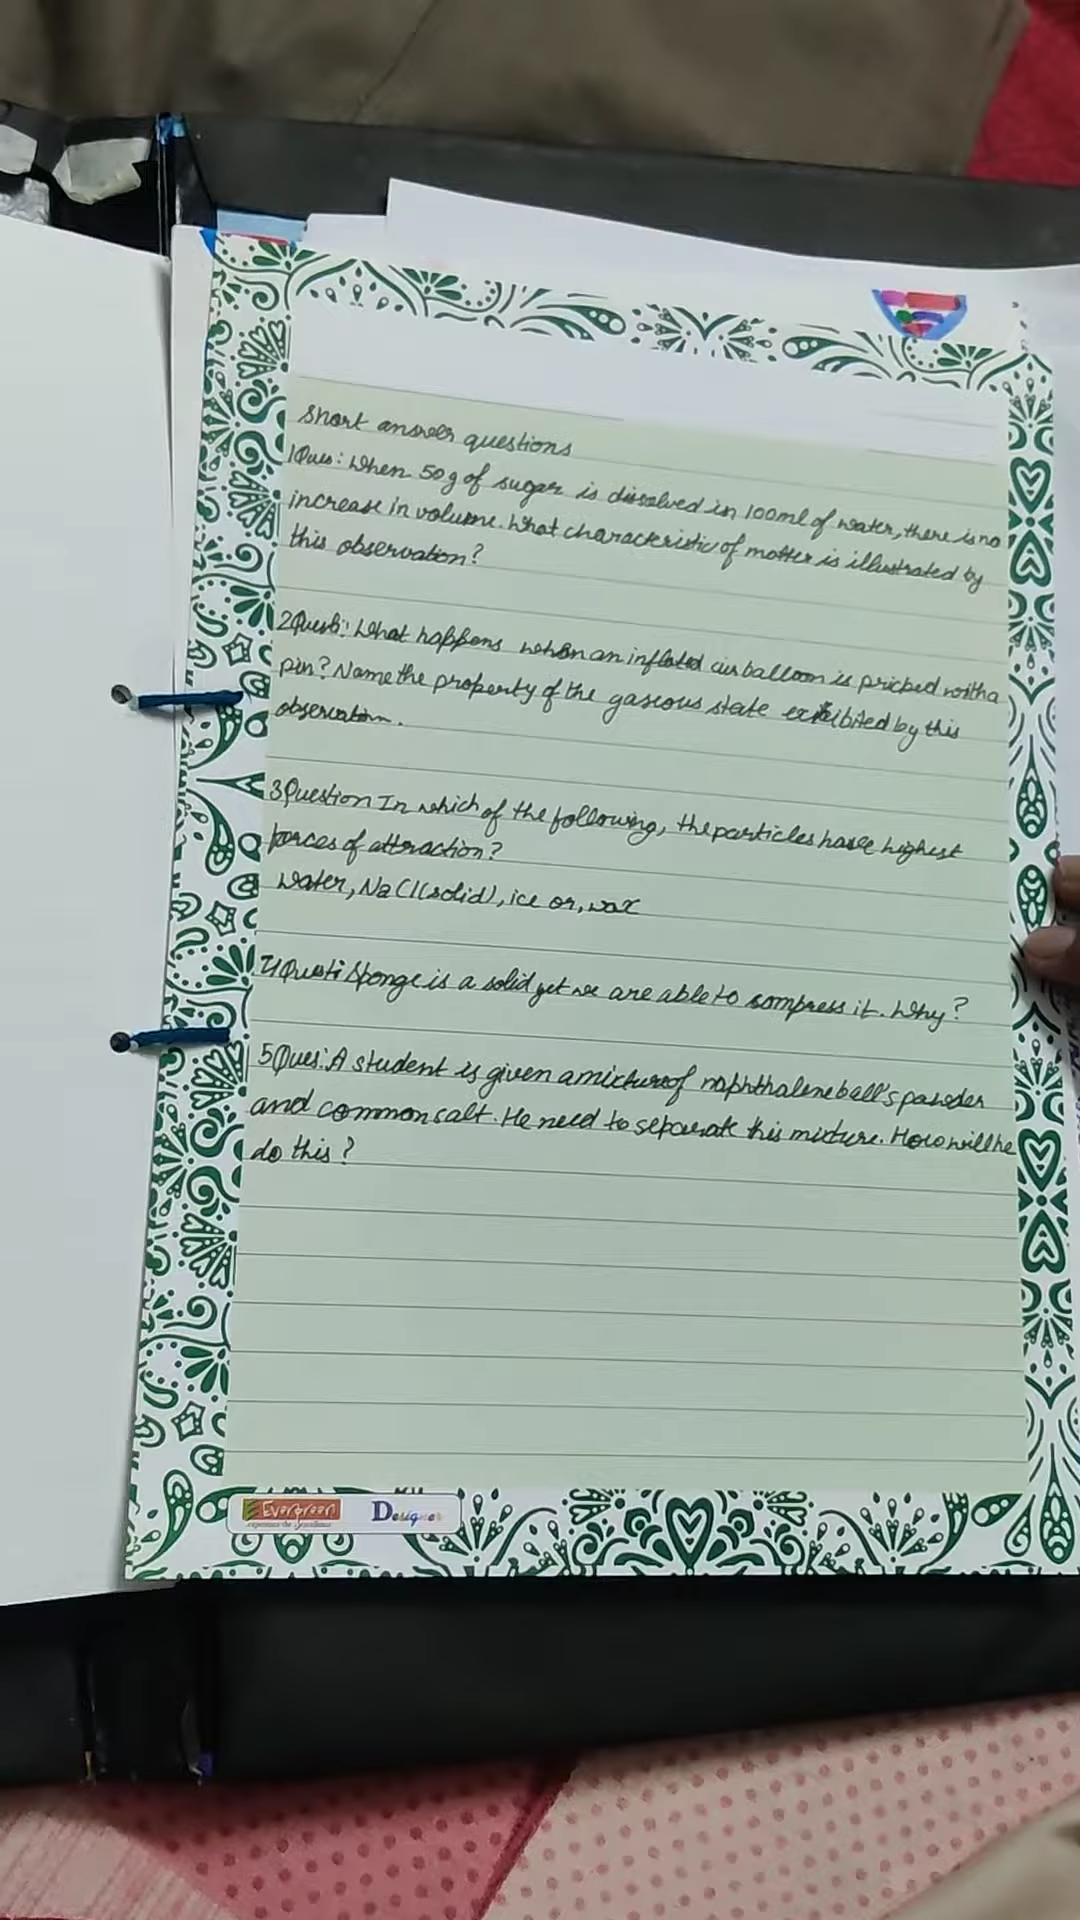 Short answer questions
1Ques: When 50g of sugar is dissolved in 100ml of water, there is no
increase in volume. What characteristic of matter is illustrated by
this observation?
2Ques: What happens when an inflated air balloon is pricked with a
pin? Name the property of the gaseous state exhibited by this
observation.
3Question In which of the following, the particles have highest
forces of attraction?
Water, NaCl(solid), ice or, wax
4Ques: Sponge is a solid yet we are able to compress it. Why?
5Ques: A student is given a mixture of naphthalene ball's powder
and common salt. He need to separate this mixture. How will he
do this?
Evergreen Designer